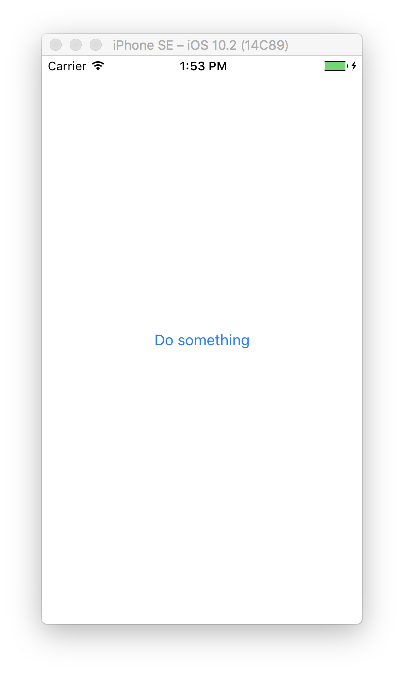 iPhone SE – iOS 10.2 (14C89)
Carrier 1:53 PM
Do something